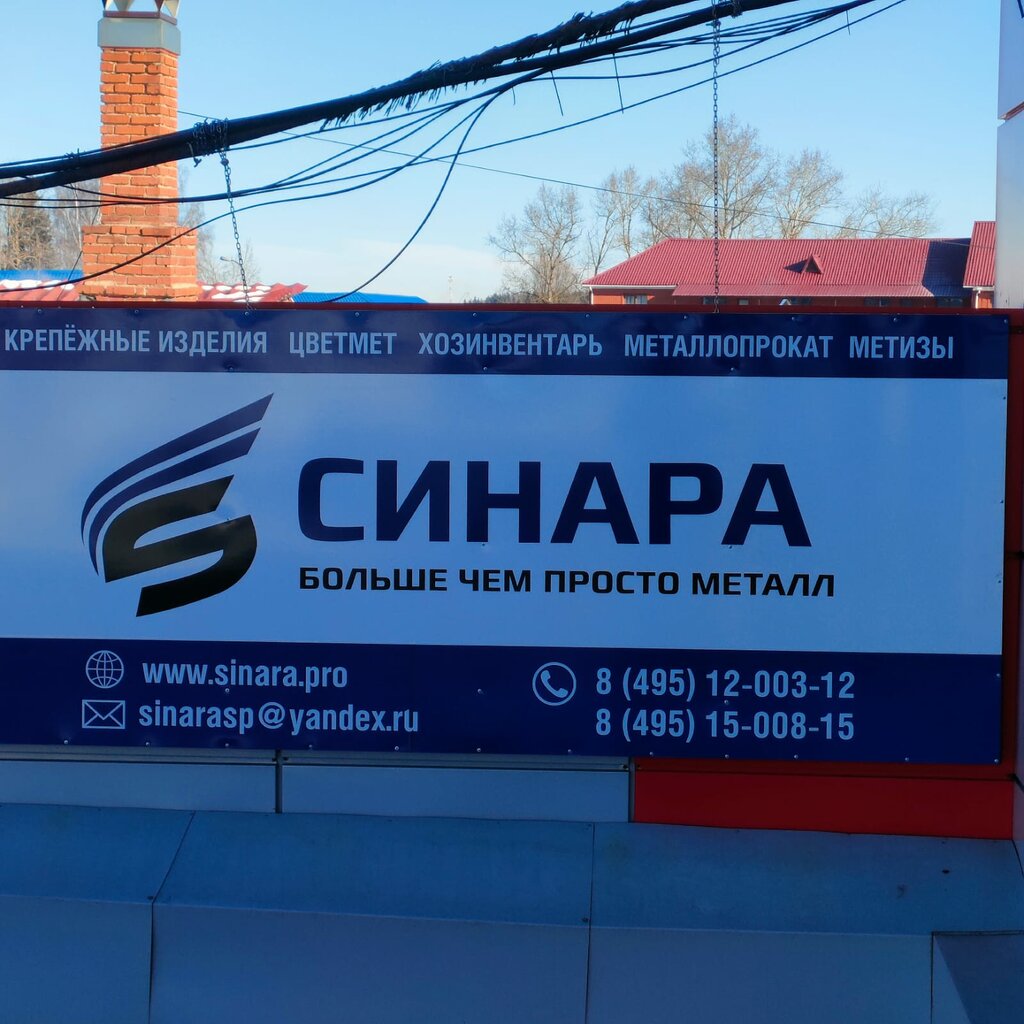 КРЕПЁЖНЫЕ ИЗДЕЛИЯ ЦВЕТМЕТ ХОЗИНВЕНТАРЬ МЕТАЛЛОПРОКАТ МЕТИЗЫ
СИНАРА
БОЛЬШЕ ЧЕМ ПРОСТО МЕТАЛЛ
www.sinara.pro
sinarasp@yandex.ru
8 (495) 12-003-12
8 (495) 15-008-15